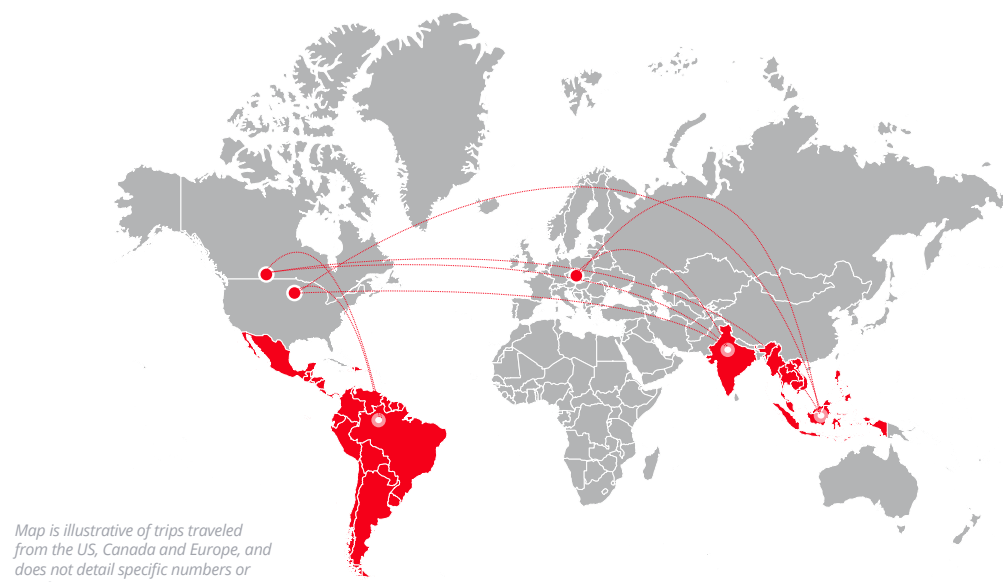 Map is illustrative of trips traveled
from the US, Canada and Europe, and
does not detail specific numbers or